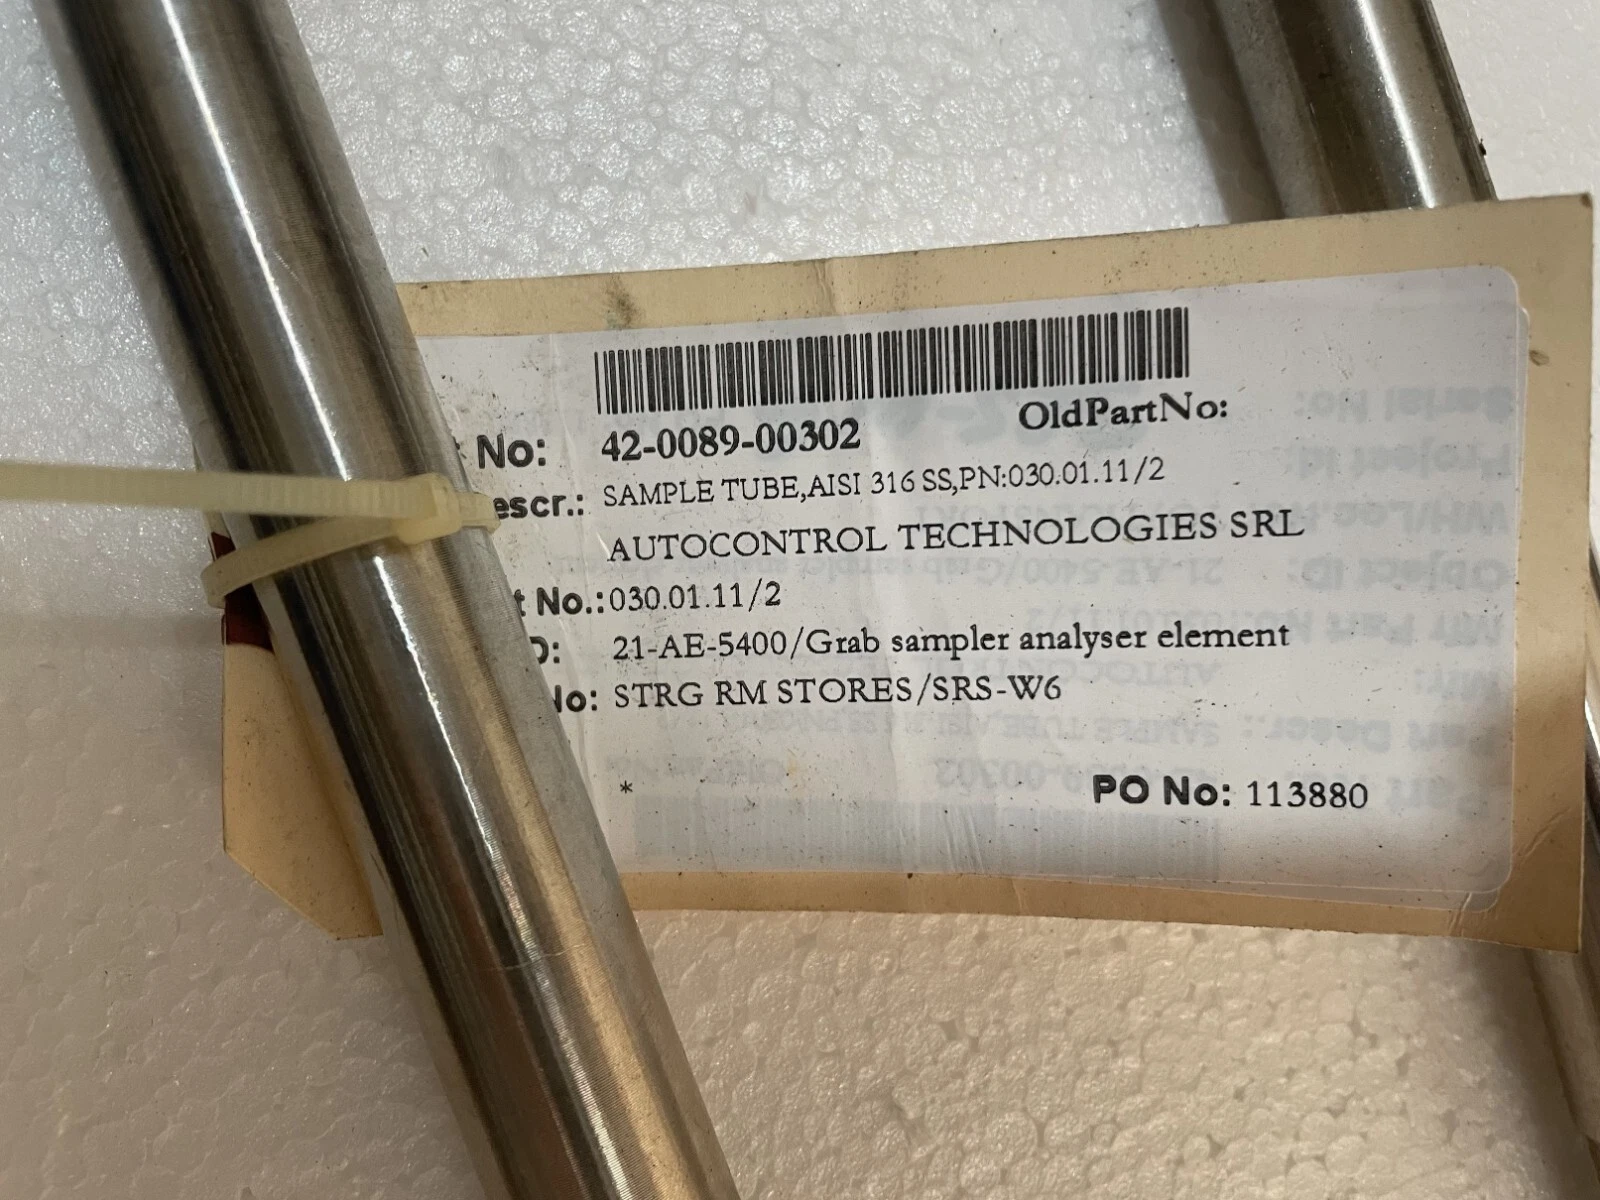 No: 42-0089-00302 OldPartNo:
escr.: SAMPLE TUBE,AISI 316 SS,PN:030.01.11/2
AUTOCONTROL TECHNOLOGIES SRL
t No.: 030.01.11/2
D: 21-AE-5400/Grab sampler analyser element
No: STRG RM STORES/SRS-W6
* PO No: 113880